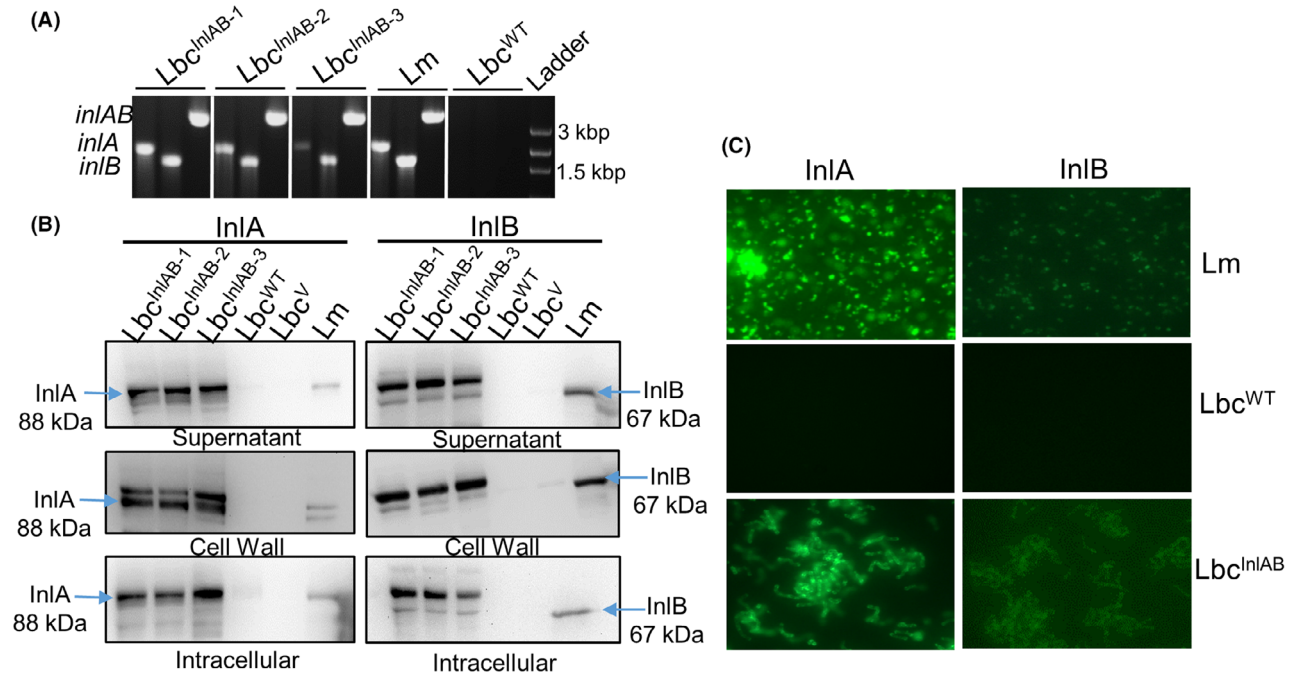 (A)
Lbc^InlAB-1 Lbc^InlAB-2 Lbc^InlAB-3 Lm Lbc^WT Ladder
inlAB
inlA
inlB
3 kbp
1.5 kbp
(B)
InlA InlB
Lbc^InlAB-1 Lbc^InlAB-2 Lbc^InlAB-3 Lbc^WT Lbc^V Lm
Lbc^InlAB-1 Lbc^InlAB-2 Lbc^InlAB-3 Lbc^WT Lbc^V Lm
InlA
88 kDa
InlB
67 kDa
Supernatant Supernatant
InlA
88 kDa
InlB
67 kDa
Cell Wall Cell Wall
InlA
88 kDa
InlB
67 kDa
Intracellular Intracellular
(C)
InlA InlB
Lm
Lbc^WT
Lbc^InlAB